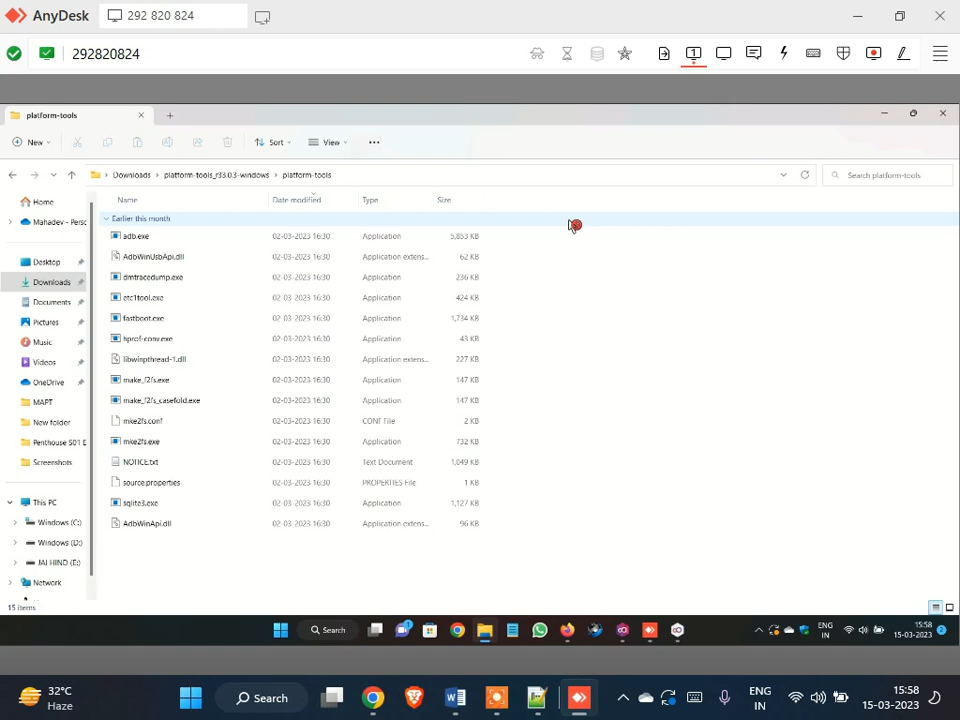 AnyDesk
292 820 824
292820824
1
platform-tools
New
Sort
View
Downloads > platform-tools_r33.0.3-windows > platform-tools
Search platform-tools
Name Date modified Type Size
Home
Mahadev - Perso
Desktop
Downloads
Documents
Pictures
Music
Videos
OneDrive
MAPT
New folder
Penthouse S01 E
Screenshots
This PC
Windows (C:)
Windows (D:)
JAI HIND (E:)
Network
Earlier this month
adb.exe 02-03-2023 16:30 Application 5,853 KB
AdbWinUsbApi.dll 02-03-2023 16:30 Application extens... 62 KB
dmtracedump.exe 02-03-2023 16:30 Application 236 KB
etc1tool.exe 02-03-2023 16:30 Application 424 KB
fastboot.exe 02-03-2023 16:30 Application 1,734 KB
hprof-conv.exe 02-03-2023 16:30 Application 43 KB
libwinpthread-1.dll 02-03-2023 16:30 Application extens... 227 KB
make_f2fs.exe 02-03-2023 16:30 Application 147 KB
make_f2fs_casefold.exe 02-03-2023 16:30 Application 147 KB
mke2fs.conf 02-03-2023 16:30 CONF File 2 KB
mke2fs.exe 02-03-2023 16:30 Application 732 KB
NOTICE.txt 02-03-2023 16:30 Text Document 1,049 KB
source.properties 02-03-2023 16:30 PROPERTIES File 1 KB
sqlite3.exe 02-03-2023 16:30 Application 1,127 KB
AdbWinApi.dll 02-03-2023 16:30 Application extens... 96 KB
15 items
Search
ENG
IN
15:58
15-03-2023
2
32°C
Haze
Search
ENG
IN
15:58
15-03-2023